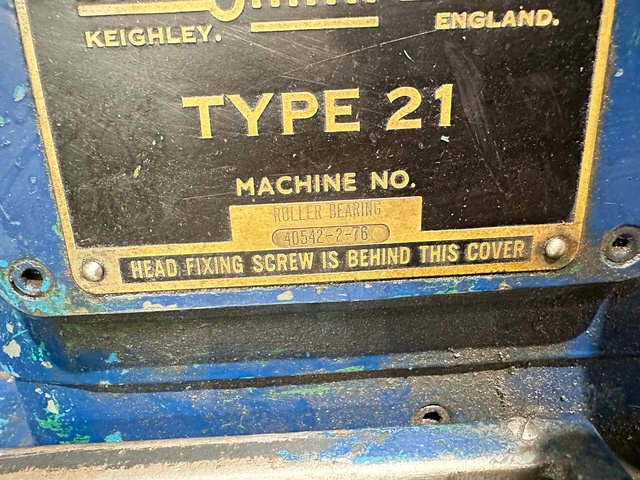 KEIGHLEY. ENGLAND.
TYPE 21
MACHINE NO.
ROLLER BEARING
40542-2-76
HEAD FIXING SCREW IS BEHIND THIS COVER